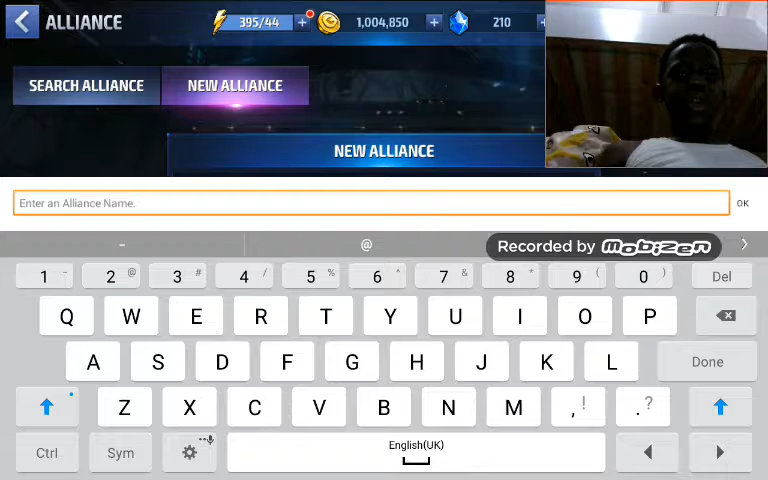 ALLIANCE
395/44 + 1,004,850 + 210 +
SEARCH ALLIANCE NEW ALLIANCE
NEW ALLIANCE
Enter an Alliance Name. OK
- @ Recorded by mobizen
1 - 2 @ 3 # 4 / 5 % 6 ^ 7 & 8 * 9 ( 0 ) Del
Q W E R T Y U I O P
A S D F G H J K L Done
Z X C V B N M , ! . ?
Ctrl Sym English(UK)